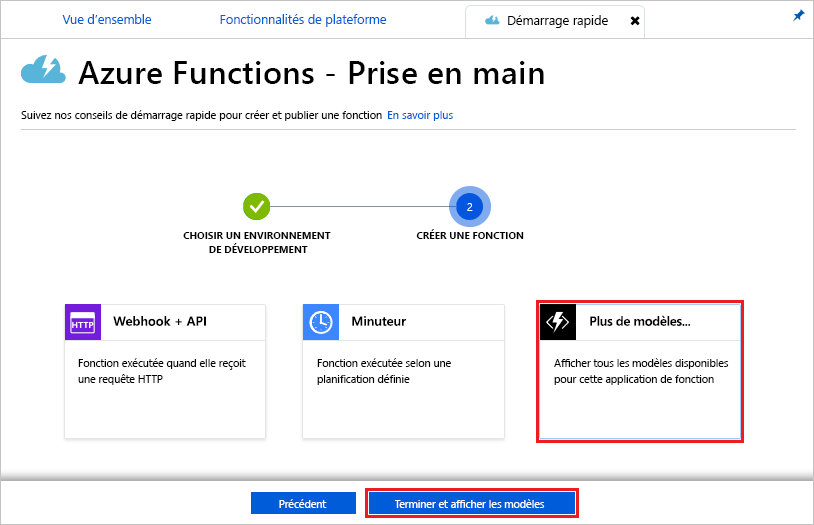 Vue d'ensemble
Fonctionnalités de plateforme
Démarrage rapide
Azure Functions - Prise en main
Suivez nos conseils de démarrage rapide pour créer et publier une fonction En savoir plus
2
CHOISIR UN ENVIRONNEMENT
DE DÉVELOPPEMENT
CRÉER UNE FONCTION
HTTP
Webhook + API
Fonction exécutée quand elle reçoit
une requête HTTP
Minuteur
Fonction exécutée selon une
planification définie
Plus de modèles...
Afficher tous les modèles disponibles
pour cette application de fonction
Précédent
Terminer et afficher les modèles